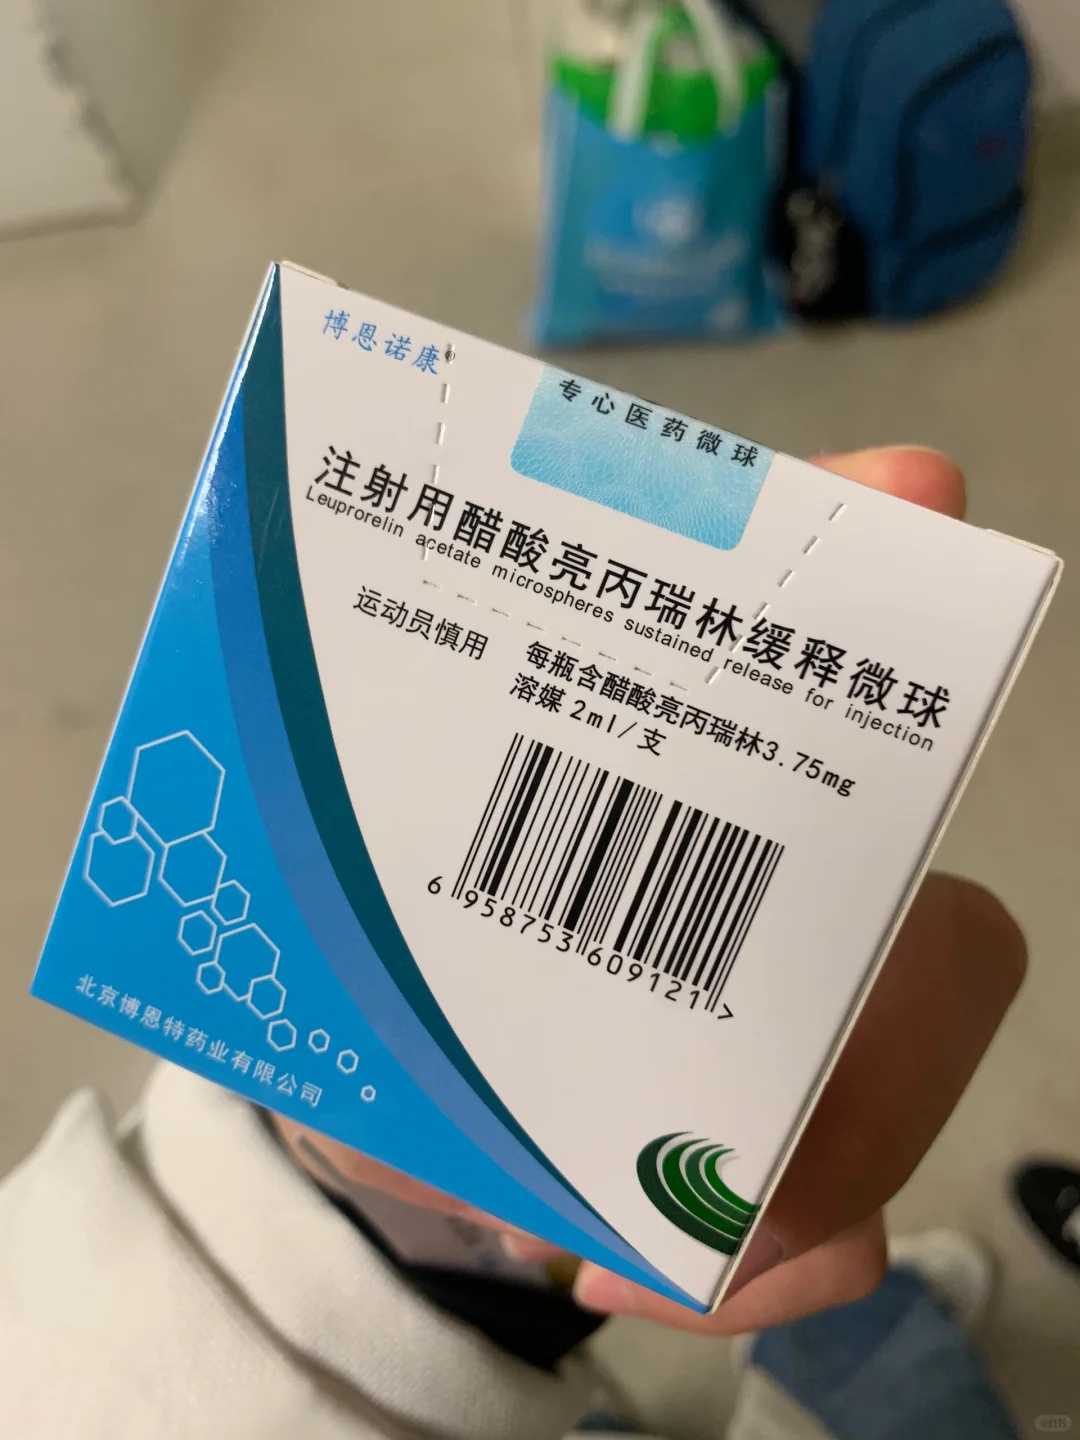 博恩诺康®
专心医药微球
注射用醋酸亮丙瑞林缓释微球
Leuprorelin acetate microspheres sustained release for injection
运动员慎用
每瓶含醋酸亮丙瑞林3.75mg
溶媒 2ml/支
6 958753 609121 >
北京博恩特药业有限公司